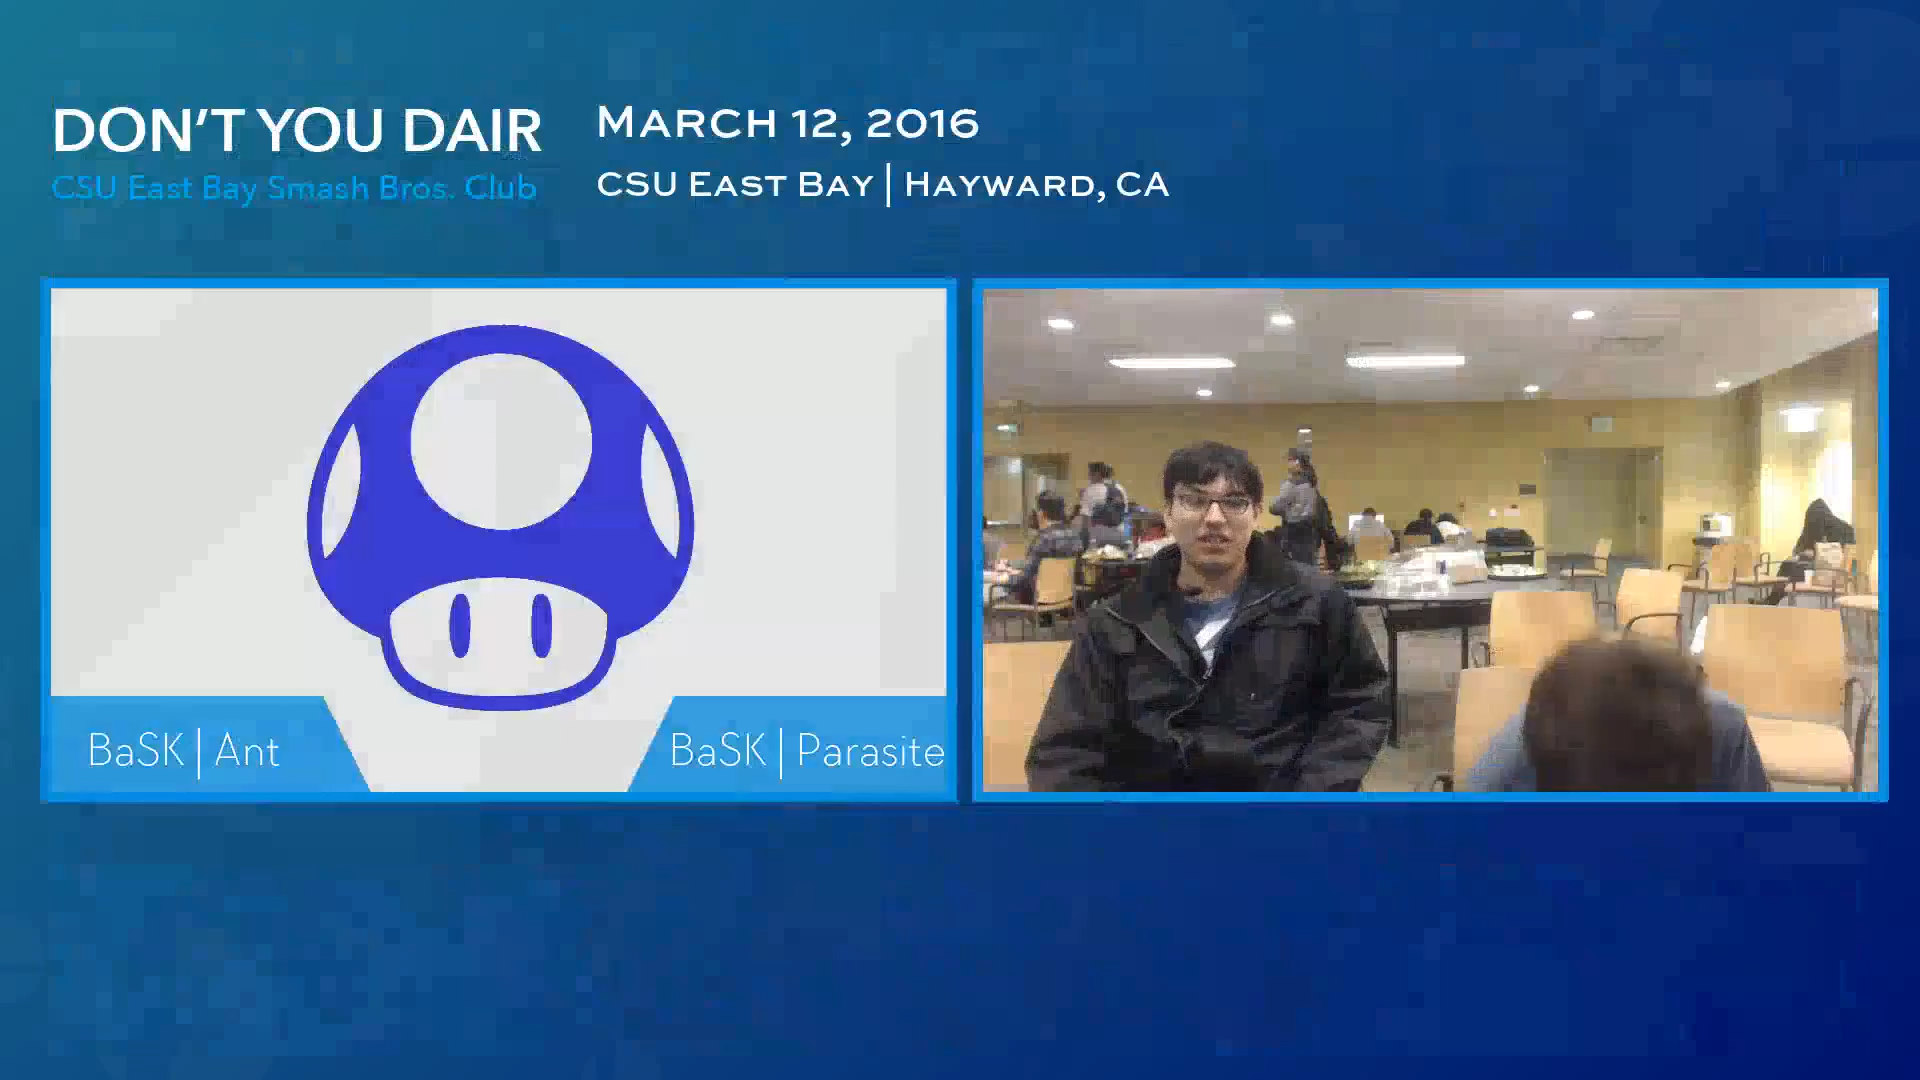 DON'T YOU DAIR
CSU East Bay Smash Bros. Club
MARCH 12, 2016
CSU EAST BAY | HAYWARD, CA
BaSK | Ant
BaSK | Parasite